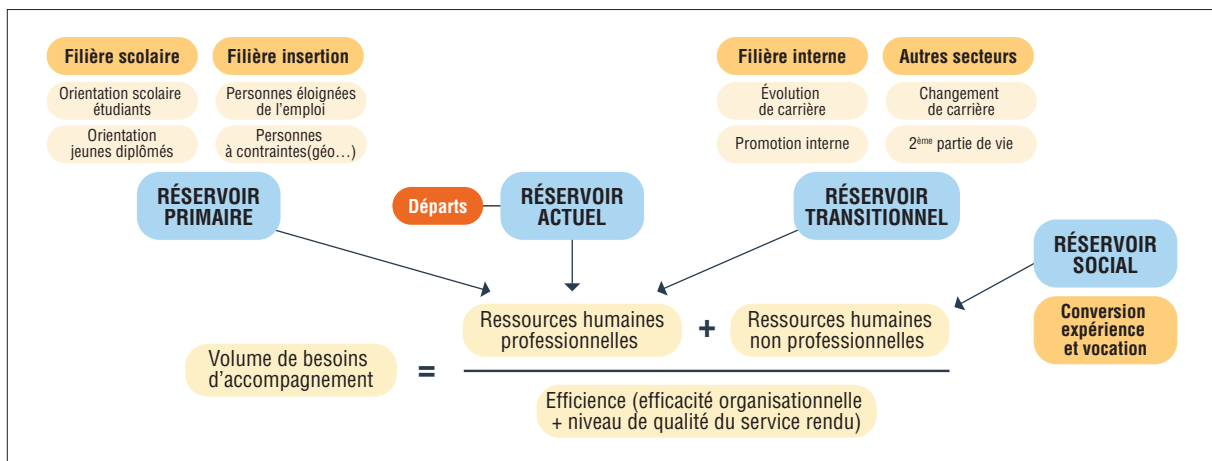 Filière scolaire
Orientation scolaire
étudiants
Orientation
jeunes diplômés
Filière insertion
Personnes éloignées
de l’emploi
Personnes
à contraintes(géo…)
Filière interne
Évolution
de carrière
Promotion interne
Autres secteurs
Changement
de carrière
2ème partie de vie
RÉSERVOIR
PRIMAIRE
Départs
RÉSERVOIR
ACTUEL
RÉSERVOIR
TRANSITIONNEL
RÉSERVOIR
SOCIAL
Conversion
expérience
et vocation
Volume de besoins
d’accompagnement
=
Ressources humaines
professionnelles
+
Ressources humaines
non professionnelles
Efficience (efficacité organisationnelle
+ niveau de qualité du service rendu)